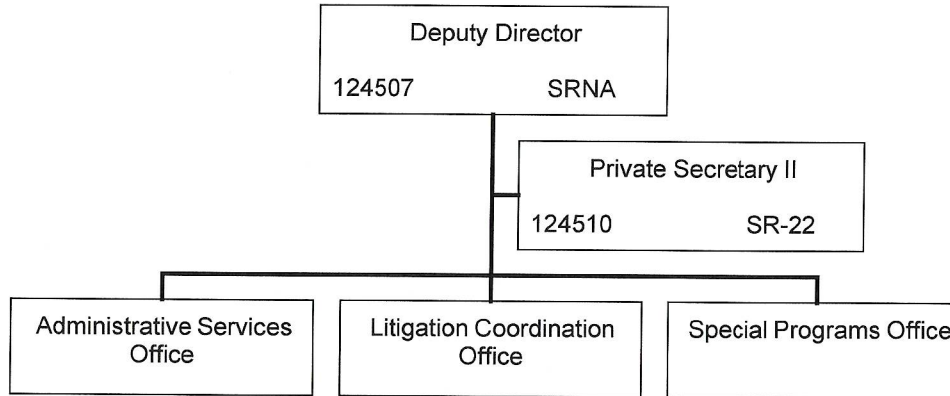 Deputy Director
124507 SRNA
Private Secretary II
124510 SR-22
Administrative Services
Office
Litigation Coordination
Office
Special Programs Office